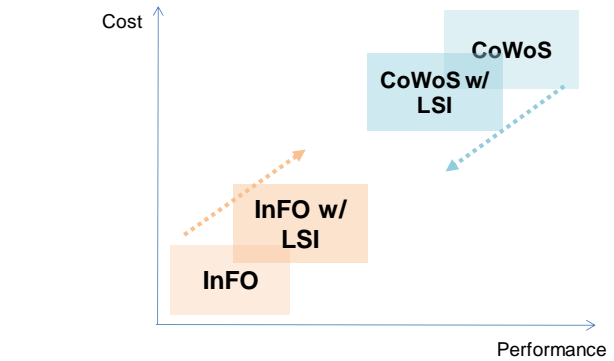 Cost
CoWoS
CoWoS w/
LSI
InFO w/
LSI
InFO
Performance